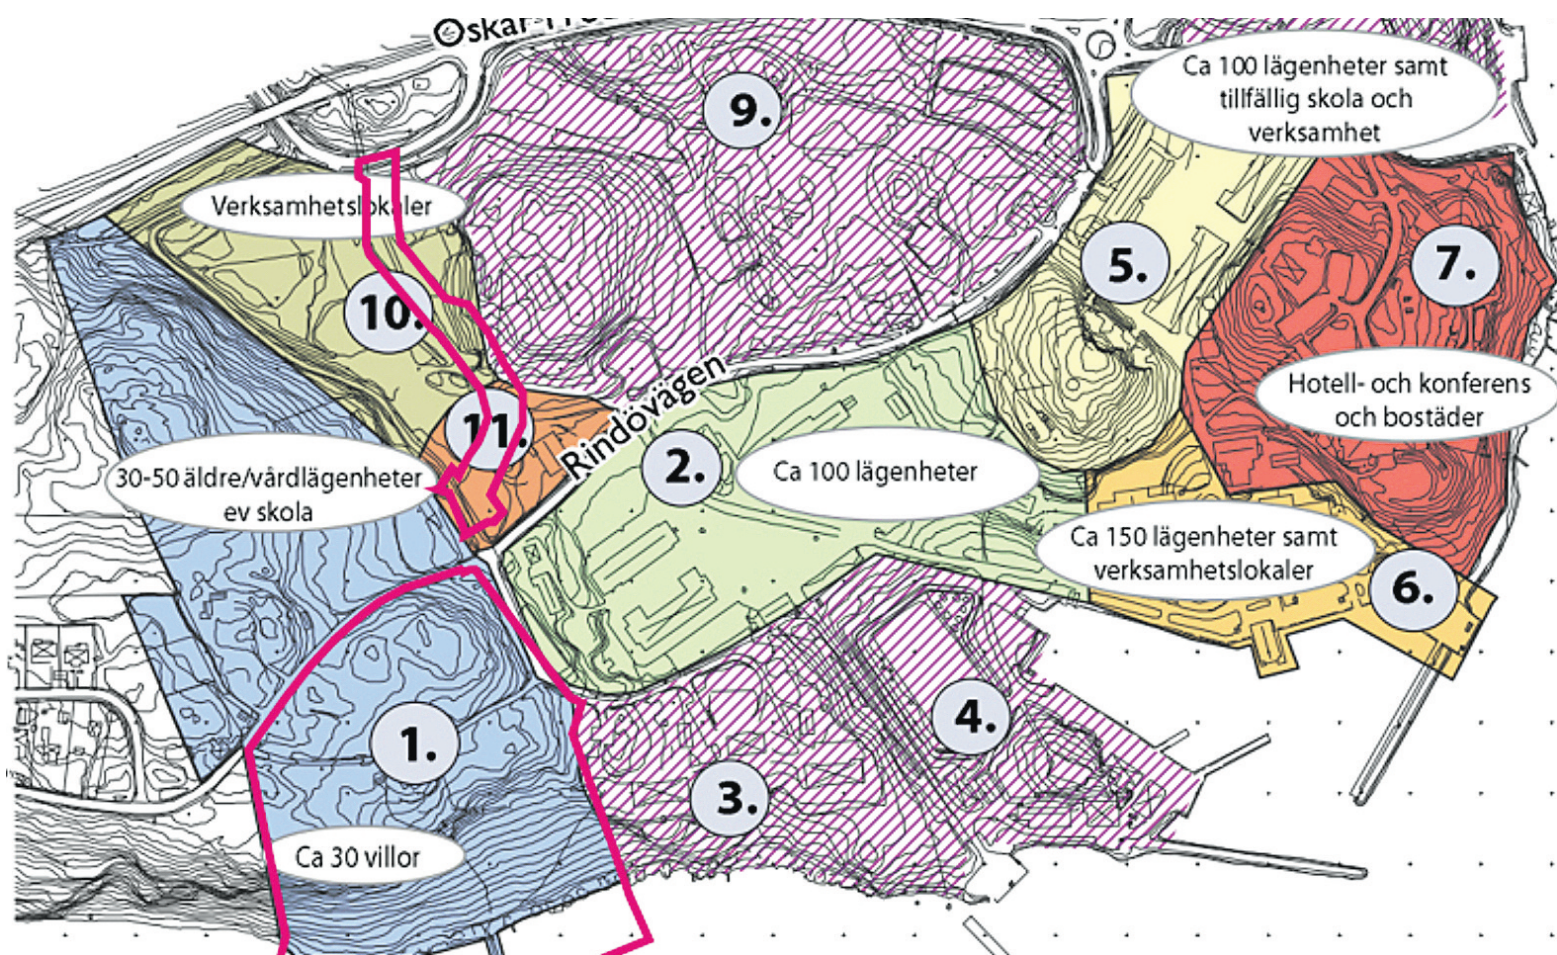 Oskar-
9.
Ca 100 lägenheter samt
tillfällig skola och
verksamhet
Verksamhetslokaler
5.
7.
10.
Rindövägen
Hotell- och konferens
och bostäder
11.
2.
Ca 100 lägenheter
30-50 äldre/vårdlägenheter
ev skola
Ca 150 lägenheter samt
verksamhetslokaler
6.
1.
4.
3.
Ca 30 villor